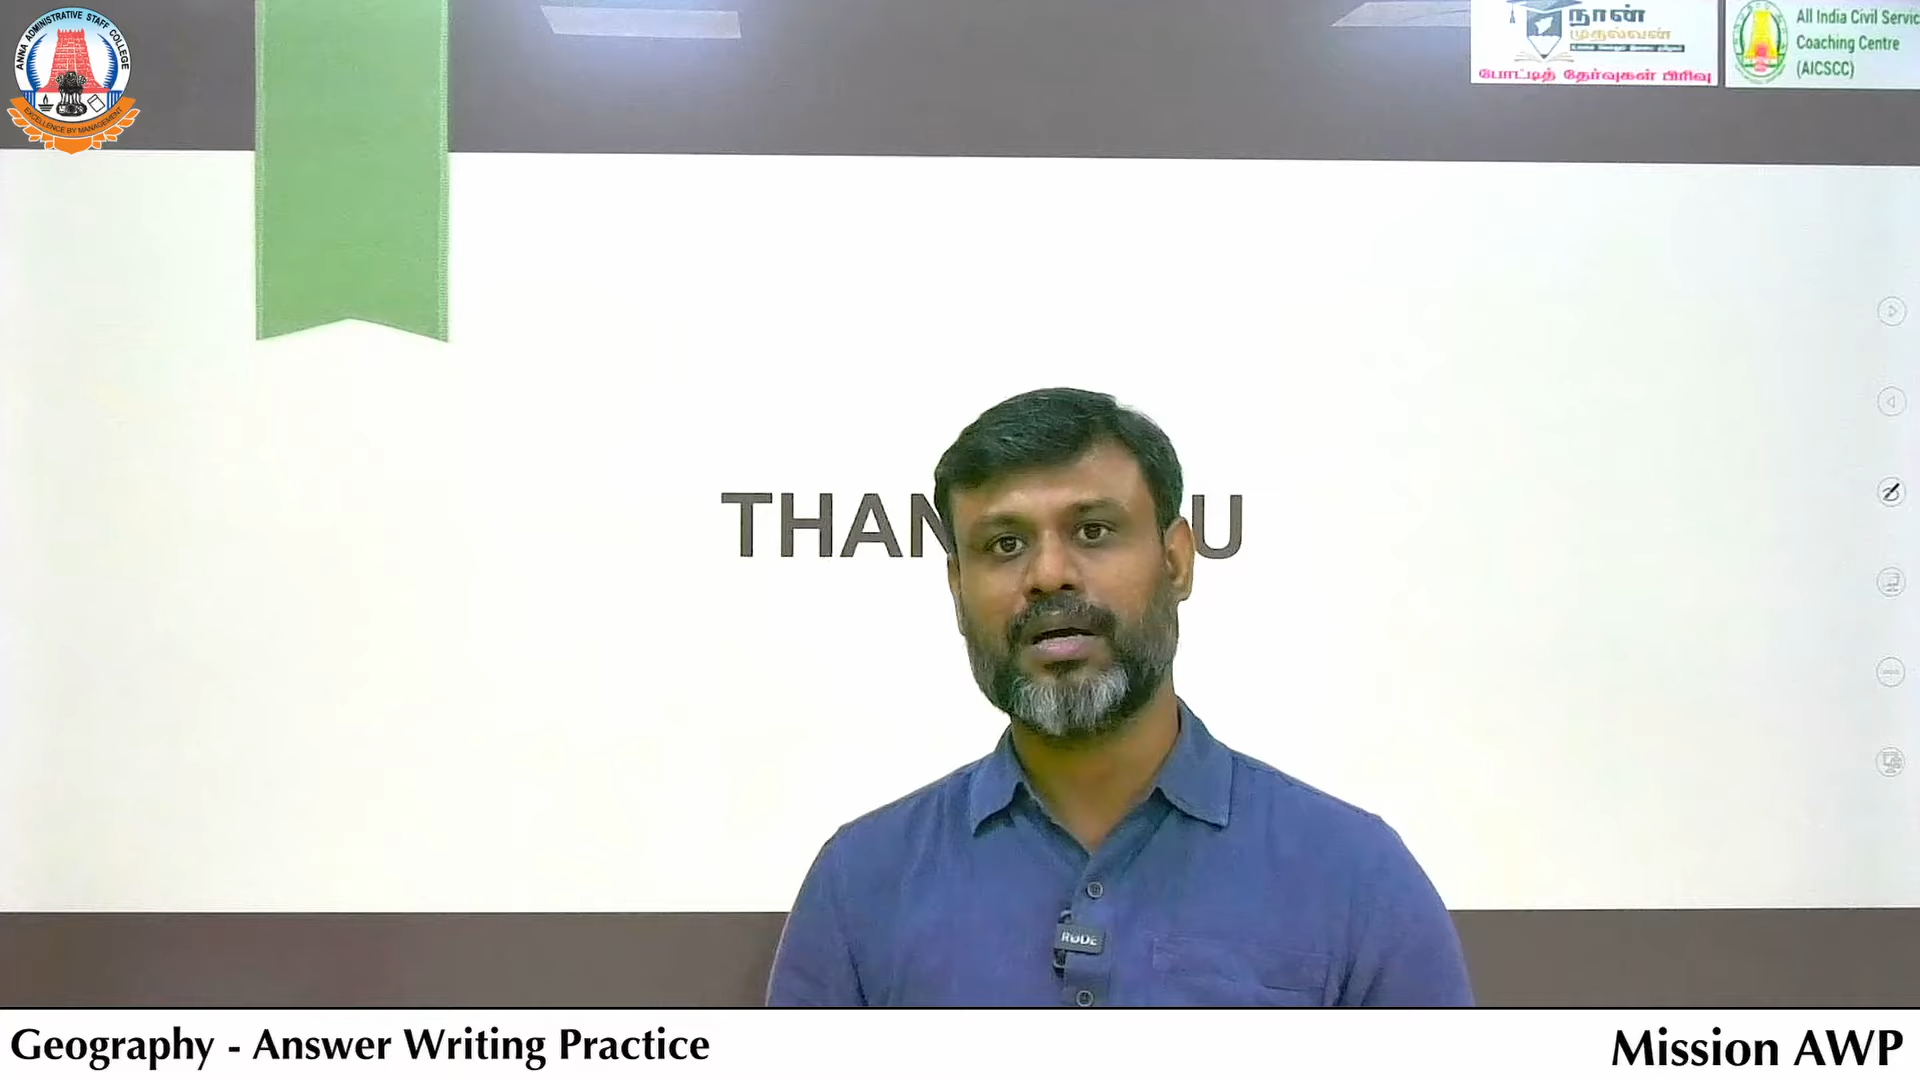 ANNA ADMINISTRATIVE STAFF COLLEGE
EXCELLENCE BY MANAGEMENT
நான்
முதல்வன்
போட்டித் தேர்வுகள் பிரிவு
All India Civil Servic
Coaching Centre
(AICSCC)
THAN U
RØDE
Geography - Answer Writing Practice
Mission AWP